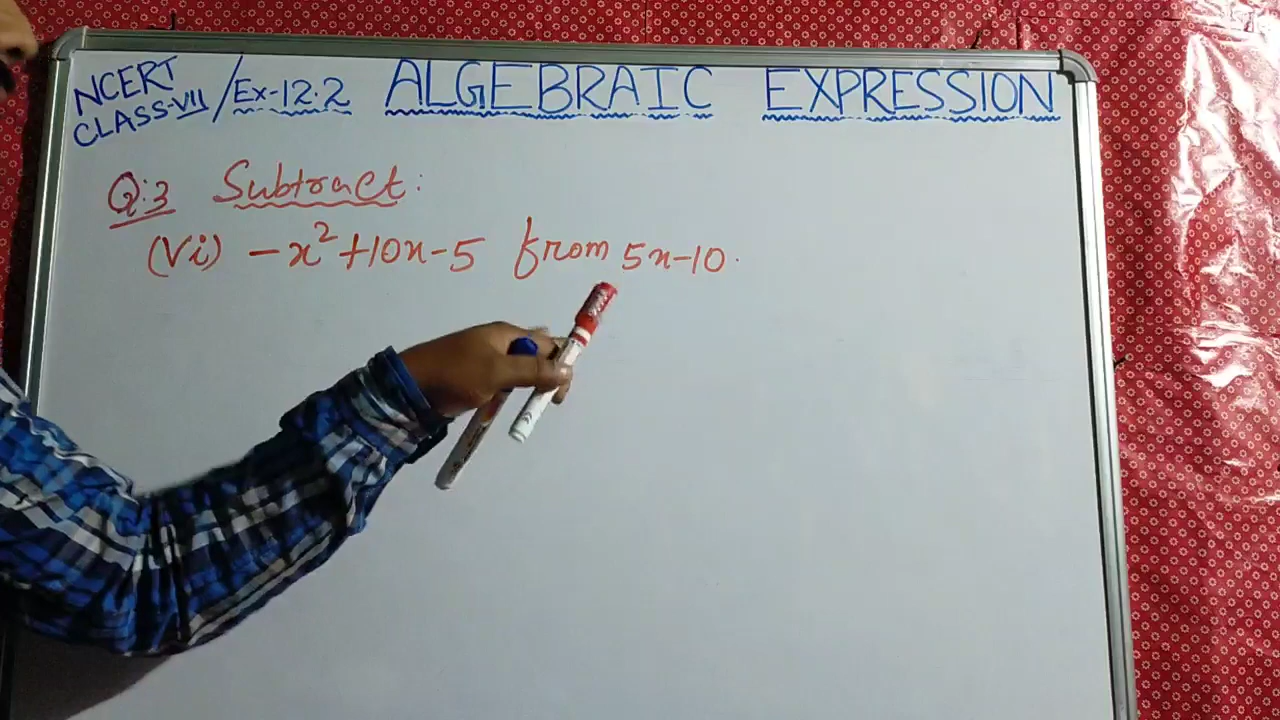 NCERT CLASS-VII / Ex-12.2 ALGEBRAIC EXPRESSION
Q.3 Subtract:
(Vi) -x²+10x-5 from 5x-10.